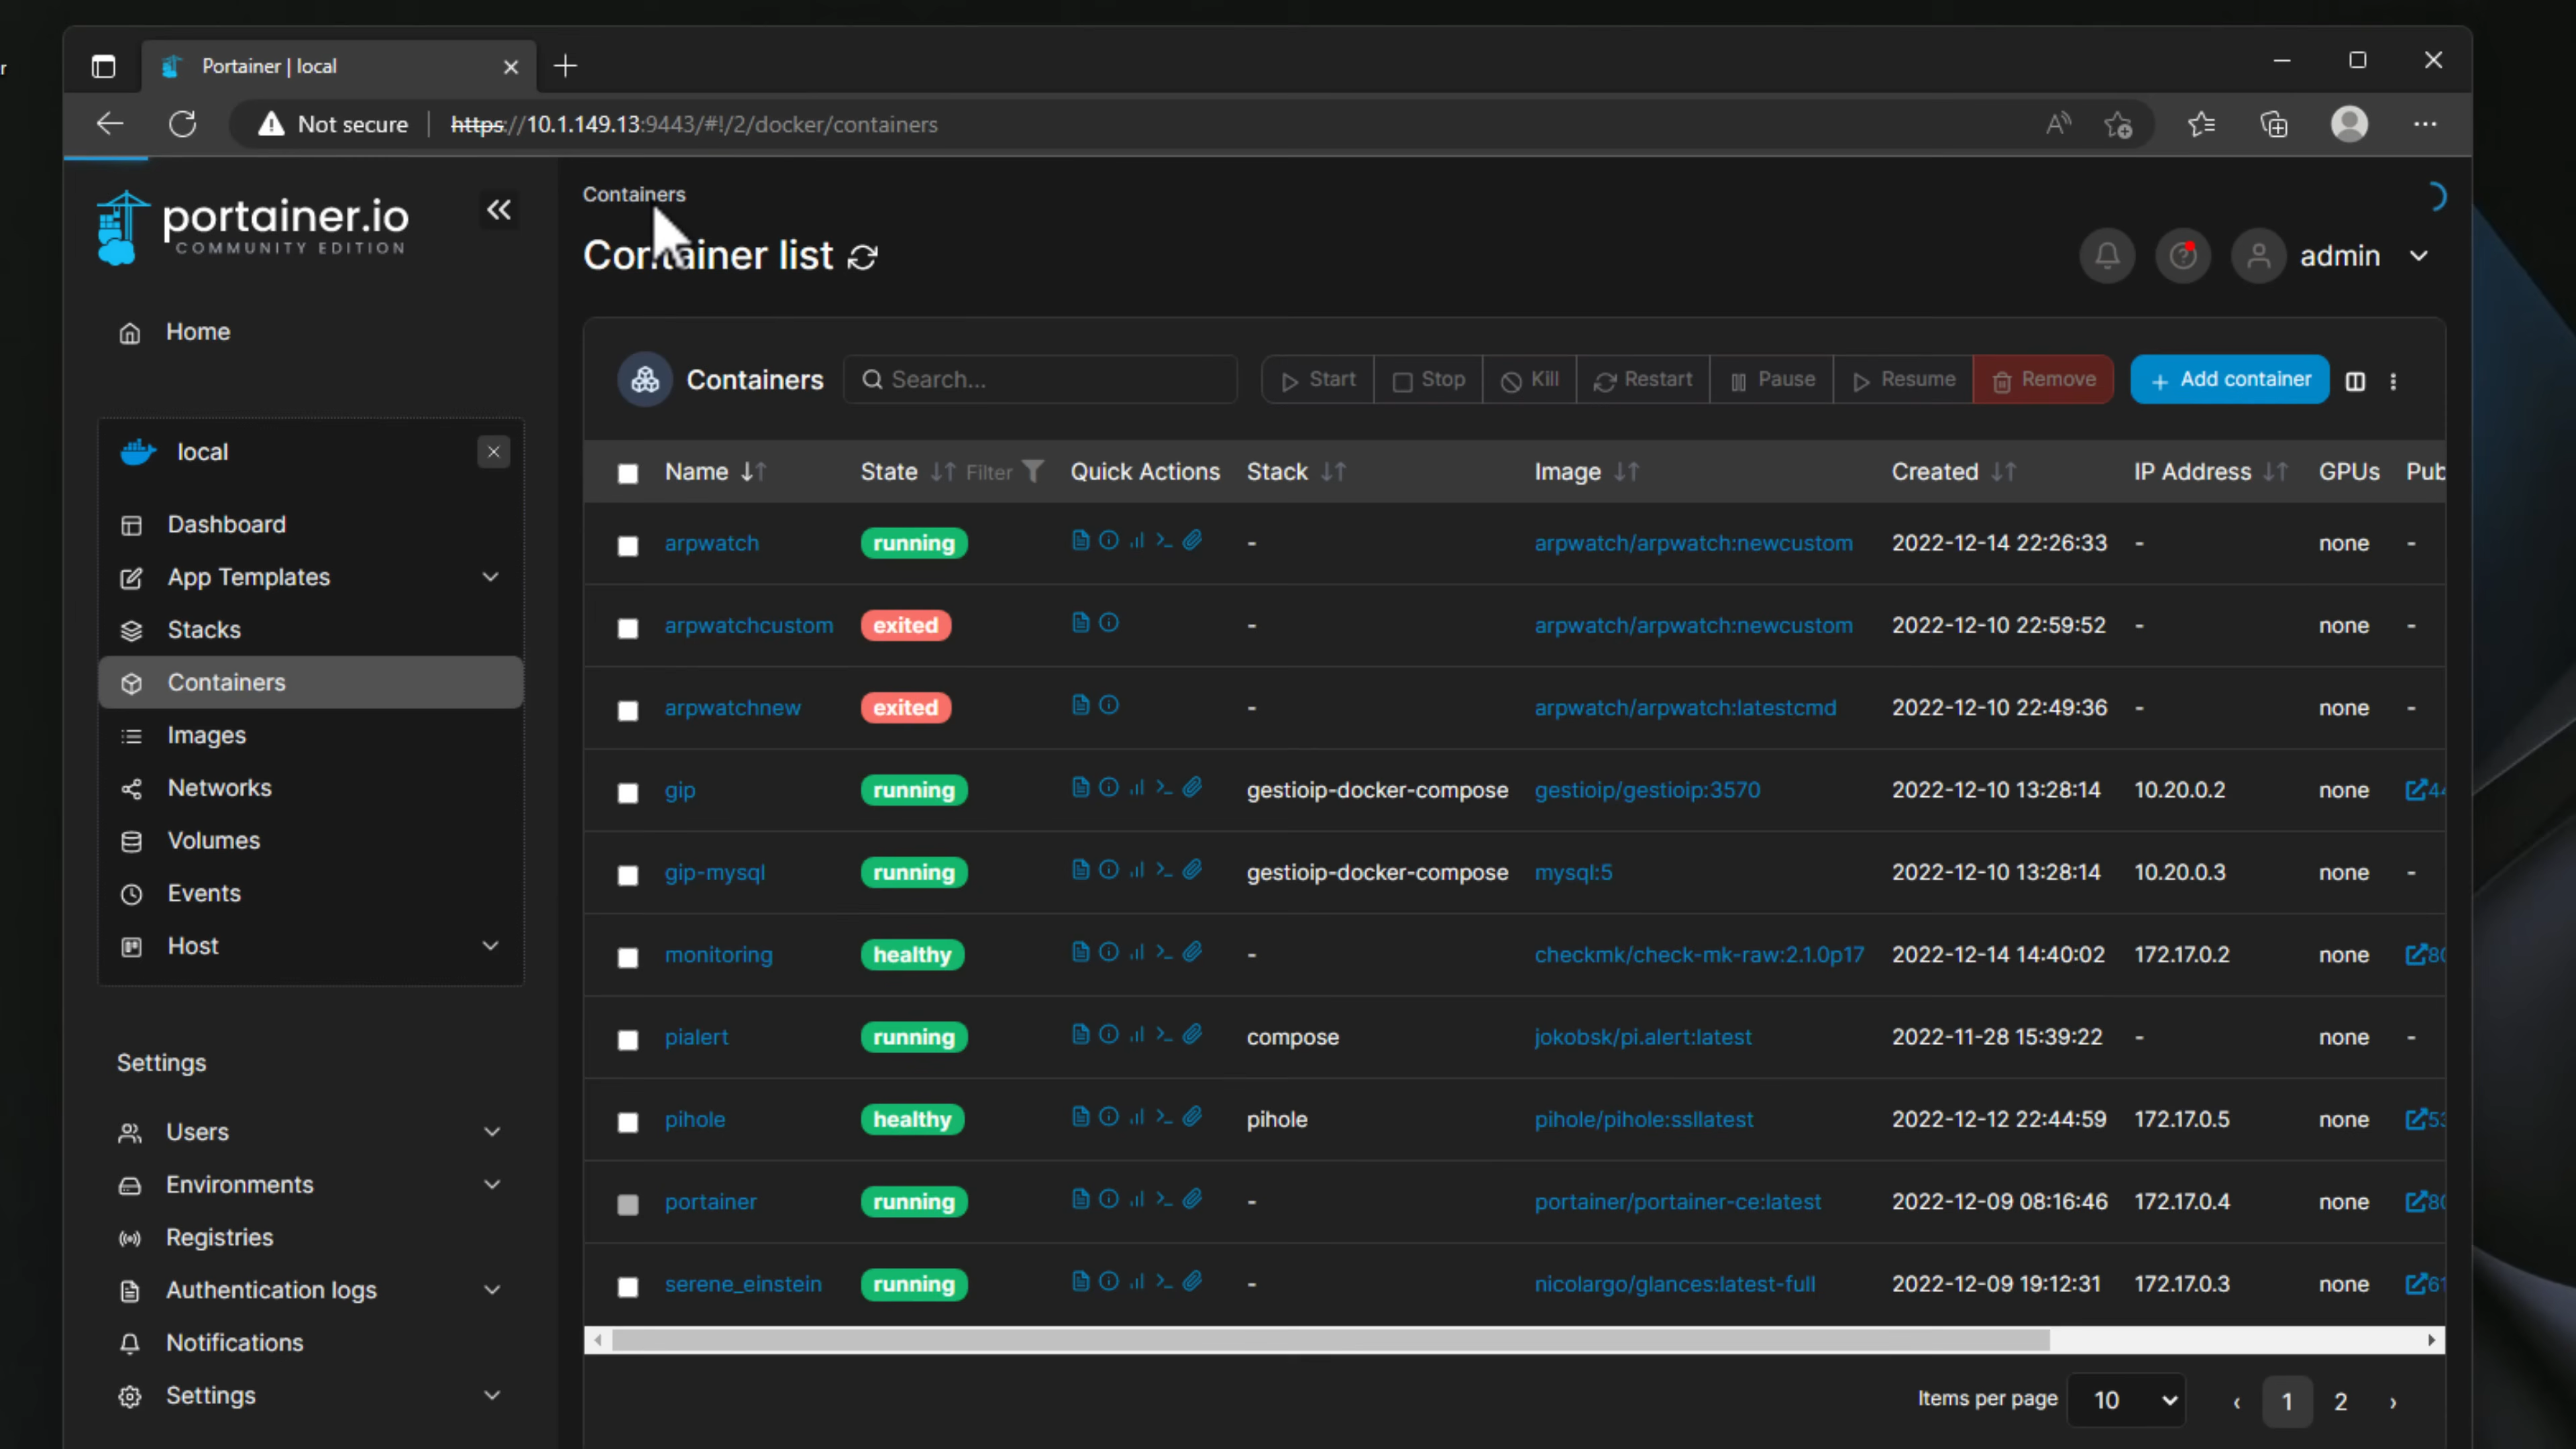 r
Portainer | local
Not secure
https://10.1.149.13:9443/#!/2/docker/containers
portainer.io
COMMUNITY EDITION
Containers
Container list
admin
Home
Containers Search... Start Stop Kill Restart Pause Resume Remove Add container
local
Name State Filter Quick Actions Stack Image Created IP Address GPUs Pub
Dashboard
App Templates
Stacks
Containers
Images
Networks
Volumes
Events
Host
arpwatch running - arpwatch/arpwatch:newcustom 2022-12-14 22:26:33 - none -
arpwatchcustom exited - arpwatch/arpwatch:newcustom 2022-12-10 22:59:52 - none -
arpwatchnew exited - arpwatch/arpwatch:latestcmd 2022-12-10 22:49:36 - none -
gip running gestioip-docker-compose gestioip/gestioip:3570 2022-12-10 13:28:14 10.20.0.2 none 44
gip-mysql running gestioip-docker-compose mysql:5 2022-12-10 13:28:14 10.20.0.3 none -
monitoring healthy - checkmk/check-mk-raw:2.1.0p17 2022-12-14 14:40:02 172.17.0.2 none 80
pialert running compose jokobsk/pi.alert:latest 2022-11-28 15:39:22 - none -
pihole healthy pihole pihole/pihole:ssllatest 2022-12-12 22:44:59 172.17.0.5 none 53
portainer running - portainer/portainer-ce:latest 2022-12-09 08:16:46 172.17.0.4 none 80
serene_einstein running - nicolargo/glances:latest-full 2022-12-09 19:12:31 172.17.0.3 none 61
Settings
Users
Environments
Registries
Authentication logs
Notifications
Settings
Items per page 10 ‹ 1 2 ›